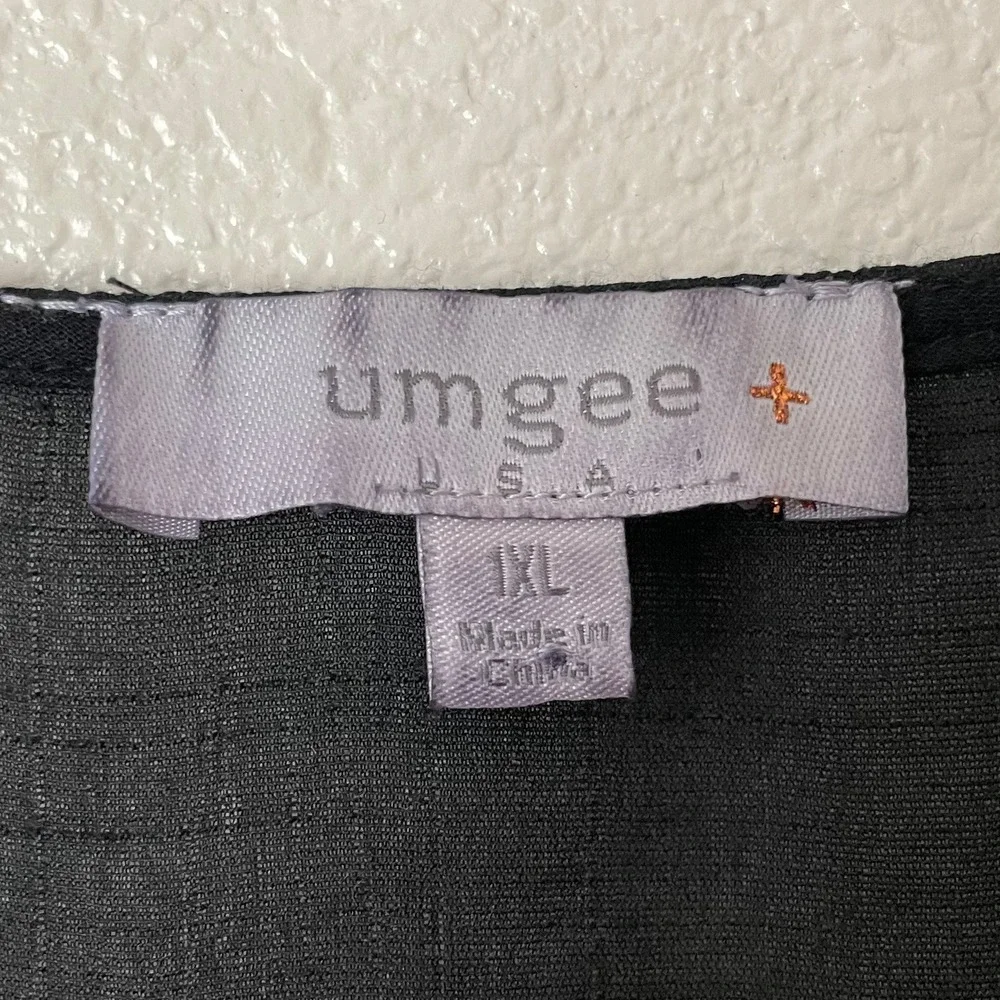 umgee +
U S A
1XL
Made in
China